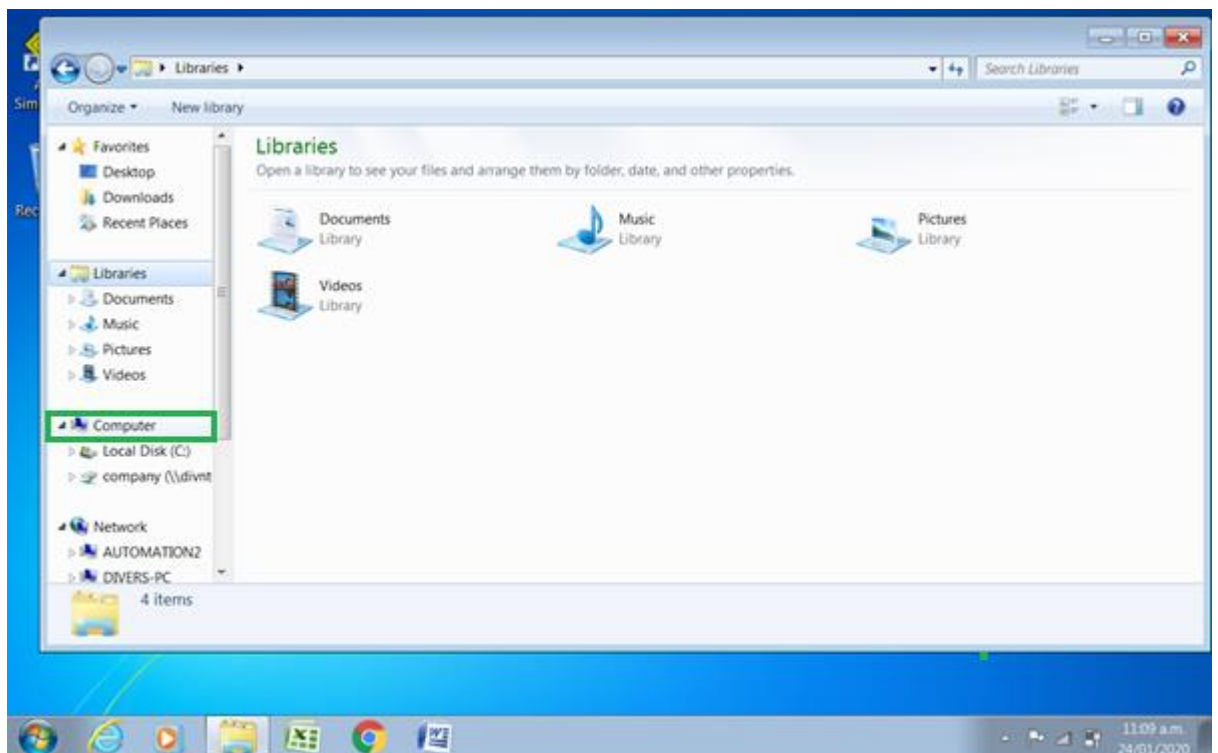 Libraries
Search Libraries
Sim
Organize
New library
Favorites
Desktop
Downloads
Recent Places
Rec
Libraries
Documents
Music
Pictures
Videos
Computer
Local Disk (C:)
company (\\divnt
Network
AUTOMATION2
DIVERS-PC
Libraries
Open a library to see your files and arrange them by folder, date, and other properties.
Documents
Library
Music
Library
Pictures
Library
Videos
Library
4 items
11:09 a.m.
24/01/2020